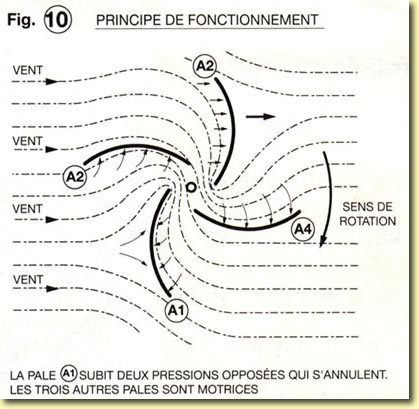 Fig. 10 PRINCIPE DE FONCTIONNEMENT
VENT
A2
VENT
A2
VENT
SENS DE
ROTATION
A4
VENT
A1
LA PALE A1 SUBIT DEUX PRESSIONS OPPOSÉES QUI S'ANNULENT.
LES TROIS AUTRES PALES SONT MOTRICES